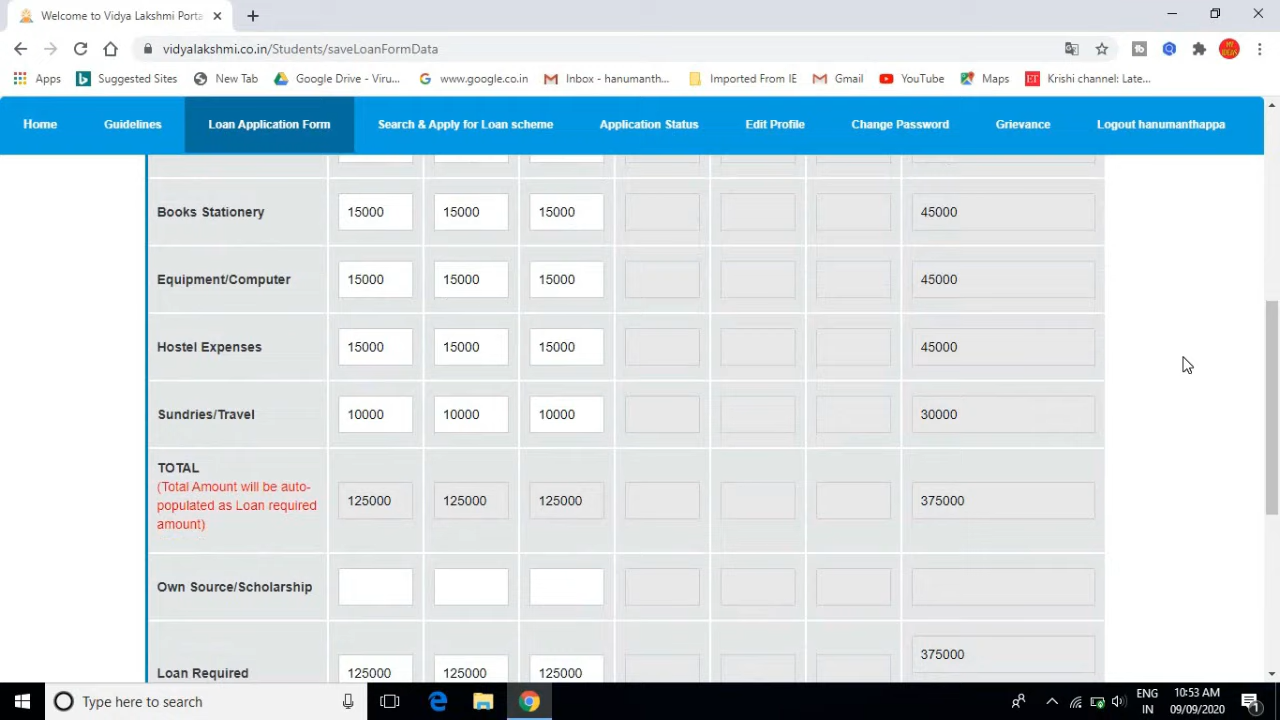 Welcome to Vidya Lakshmi Porta
vidyalakshmi.co.in/Students/saveLoanFormData
Apps Suggested Sites New Tab Google Drive - Viru... www.google.co.in Inbox - hanumanth... Imported From IE Gmail YouTube Maps ET Krishi channel: Late...
Home Guidelines Loan Application Form Search & Apply for Loan scheme Application Status Edit Profile Change Password Grievance Logout hanumanthappa
Books Stationery 15000 15000 15000 45000
Equipment/Computer 15000 15000 15000 45000
Hostel Expenses 15000 15000 15000 45000
Sundries/Travel 10000 10000 10000 30000
TOTAL
(Total Amount will be auto-
populated as Loan required
amount)
125000 125000 125000 375000
Own Source/Scholarship
Loan Required 125000 125000 125000 375000
Type here to search
ENG
IN
10:53 AM
09/09/2020
1